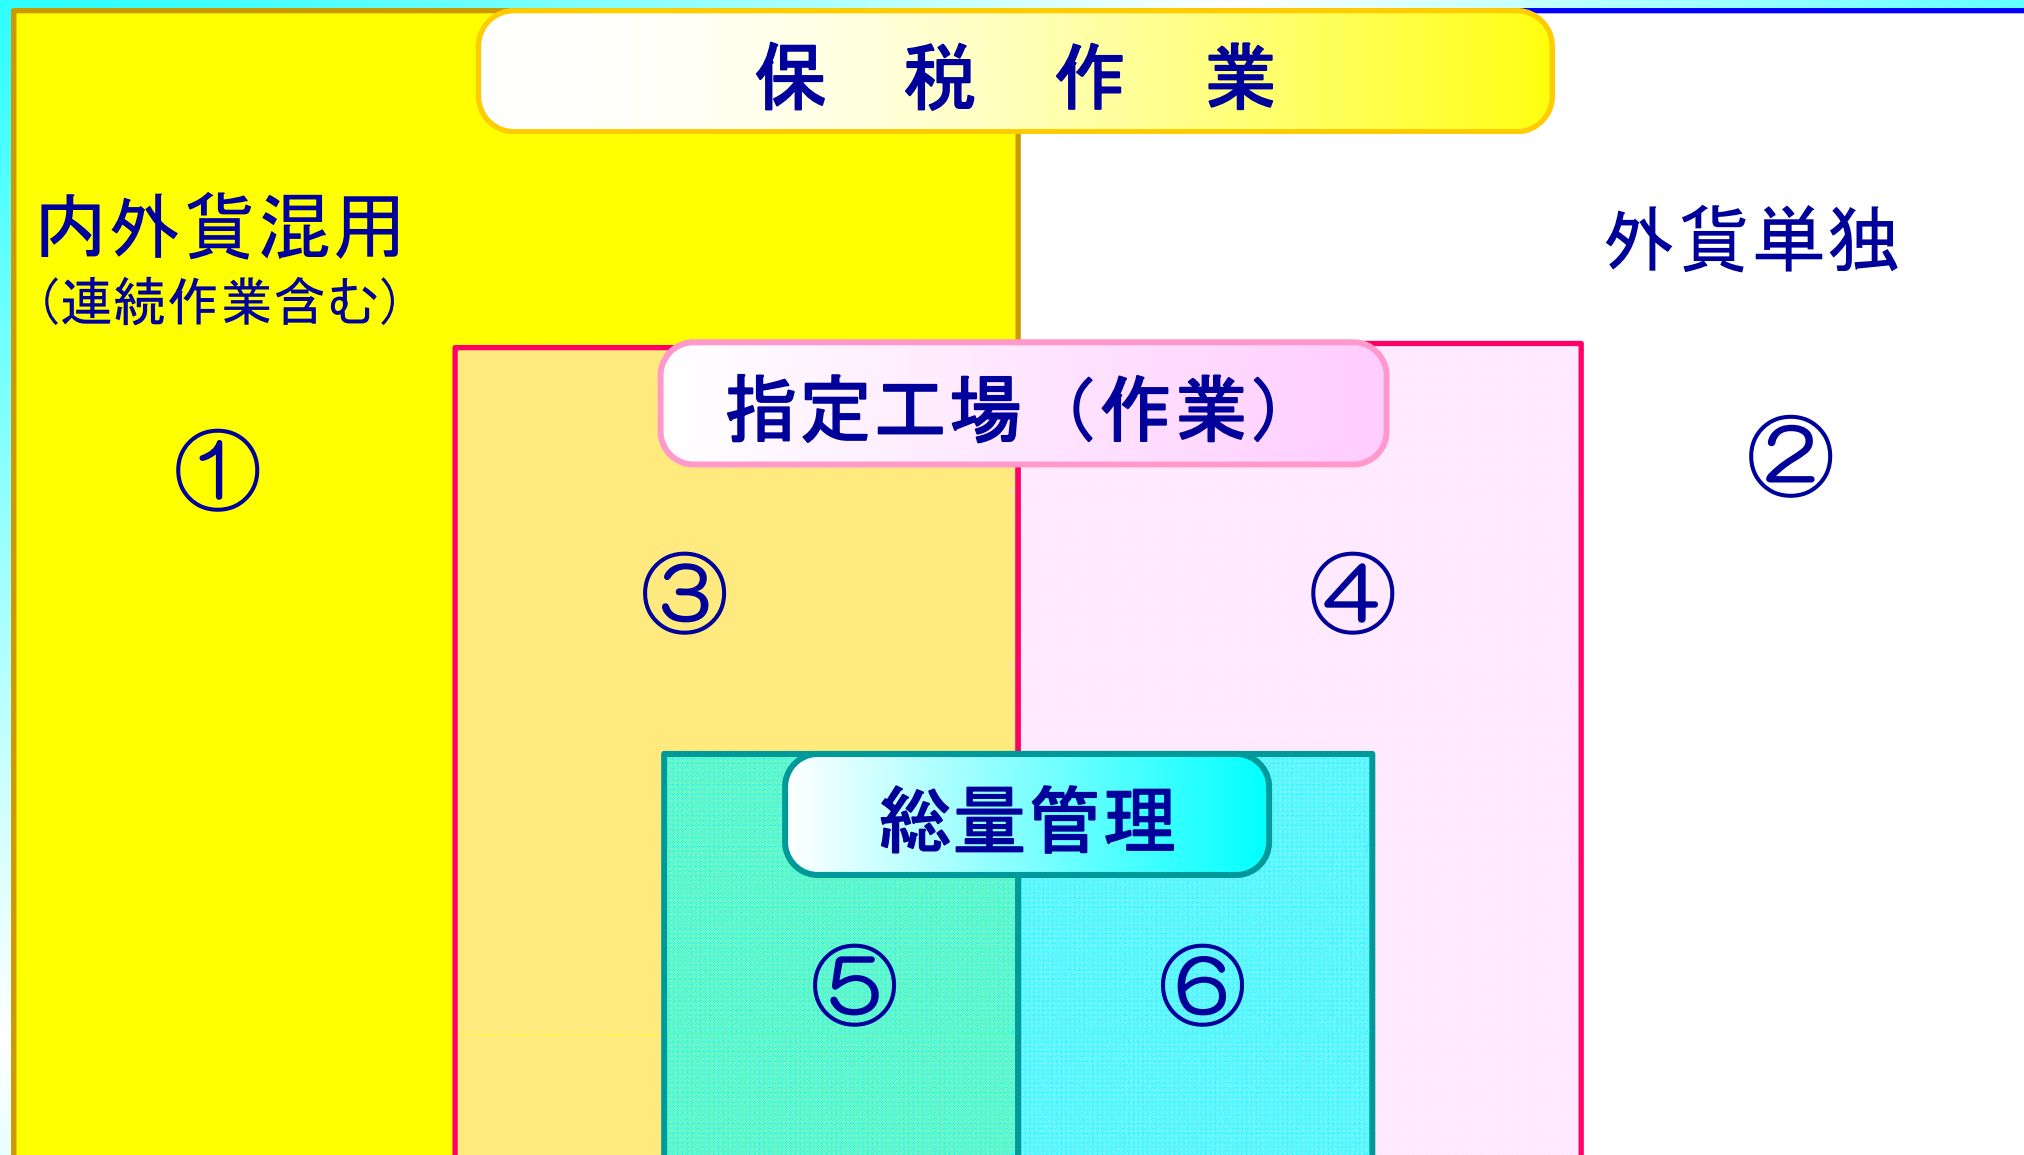 保 税 作 業
内外貨混用
（連続作業含む）
外貨単独
指定工場（作業）
①
②
③
④
総量管理
⑤
⑥